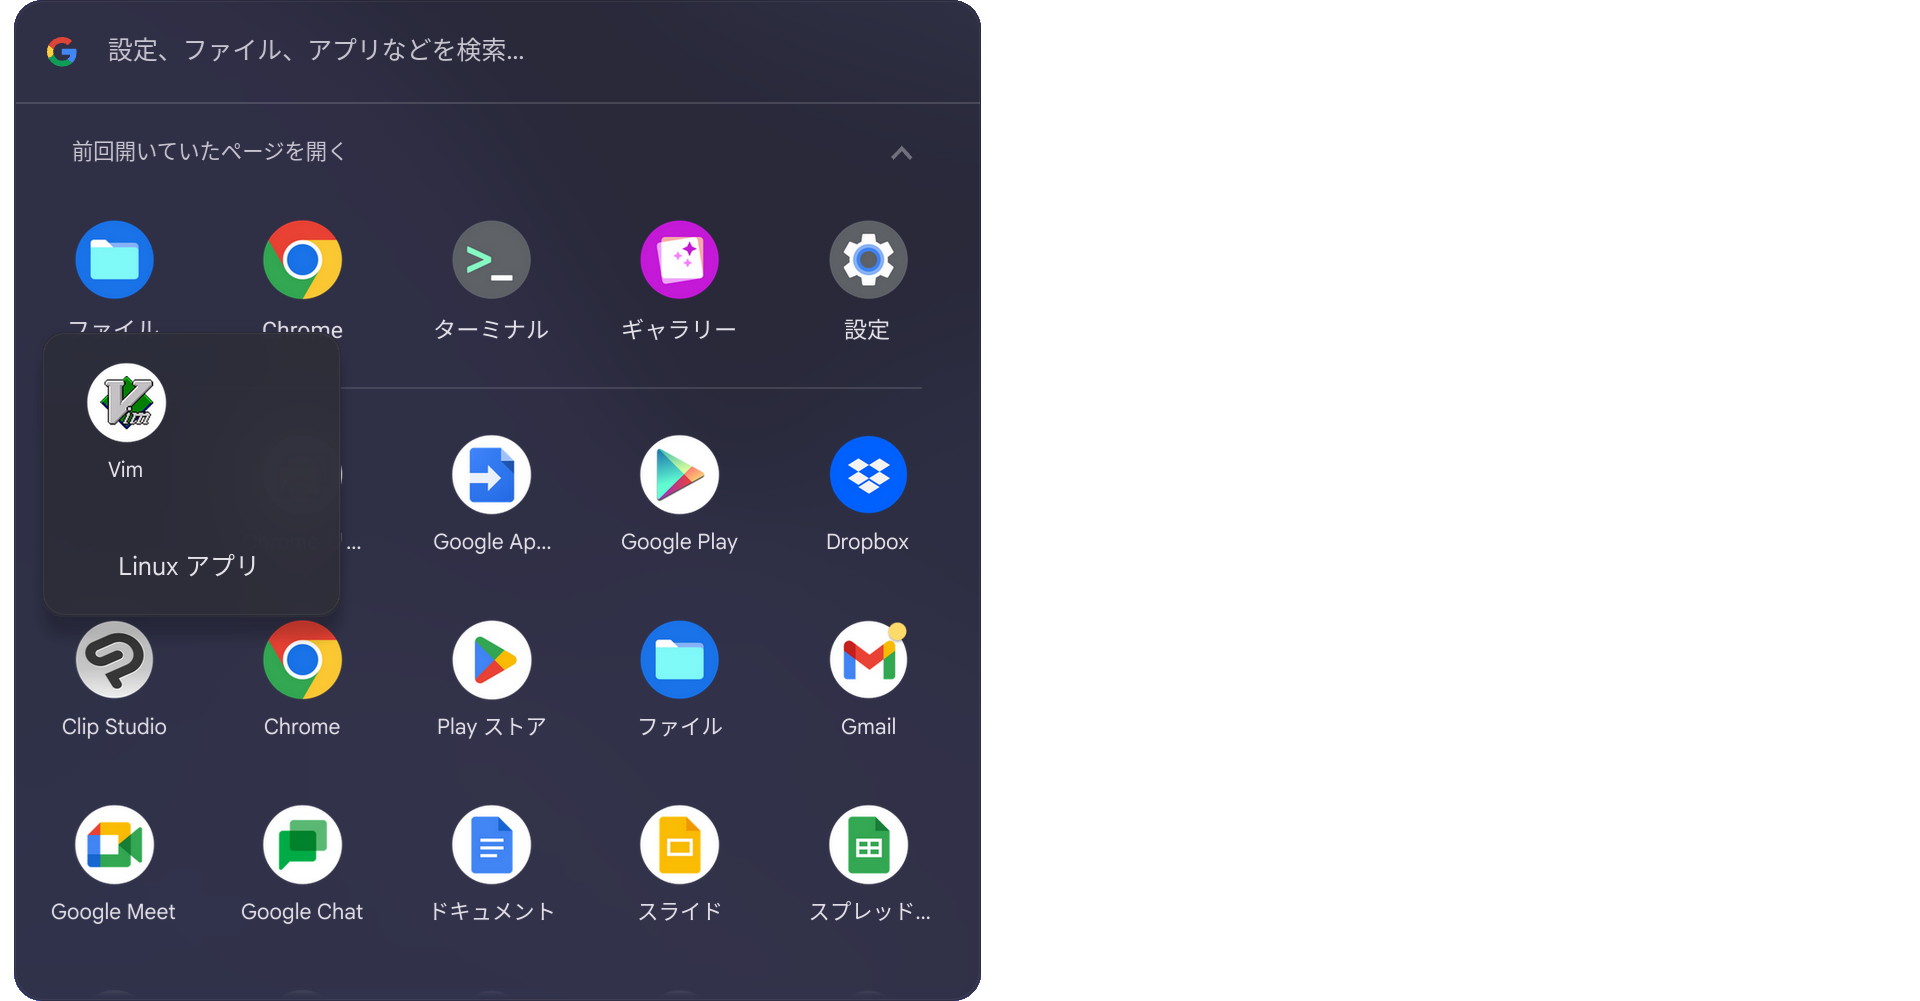 設定、ファイル、アプリなどを検索...
前回開いていたページを開く
ファイル
Chrome
ターミナル
ギャラリー
設定
Vim
Linux アプリ
...
Google Ap...
Google Play
Dropbox
Clip Studio
Chrome
Play ストア
ファイル
Gmail
Google Meet
Google Chat
ドキュメント
スライド
スプレッド...